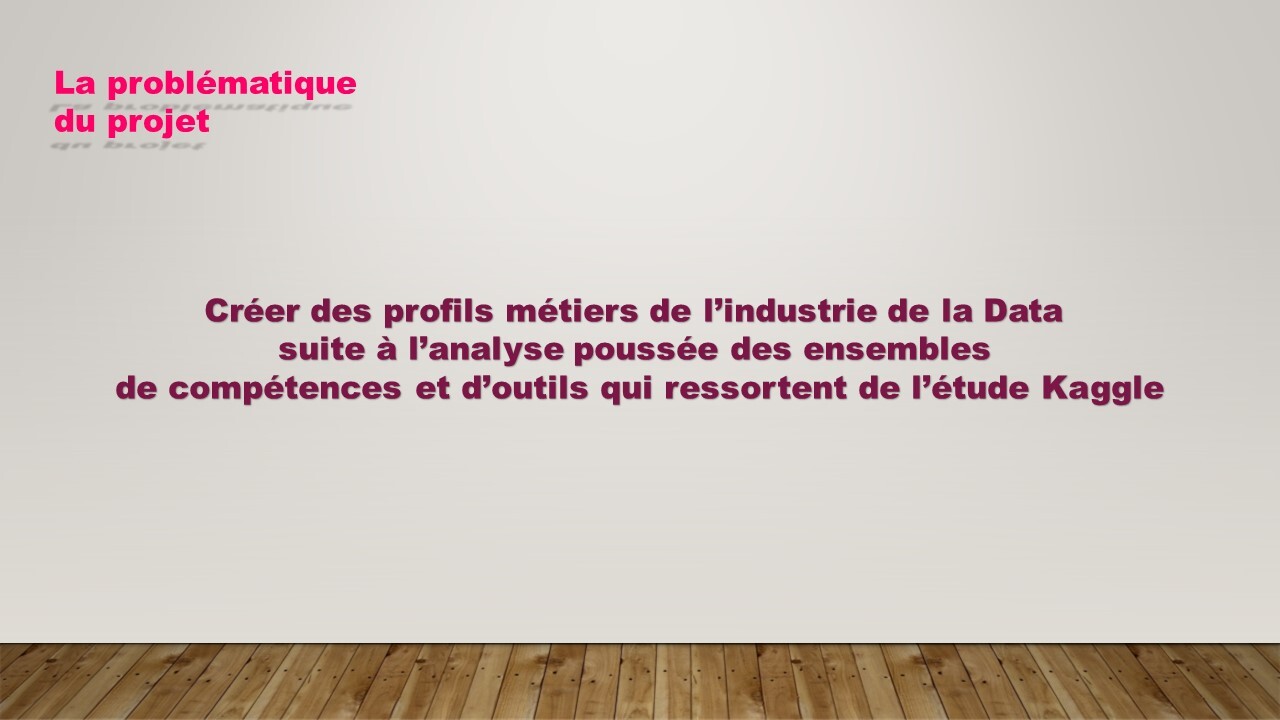 La problématique
du projet
Créer des profils métiers de l’industrie de la Data
suite à l’analyse poussée des ensembles
de compétences et d’outils qui ressortent de l’étude Kaggle